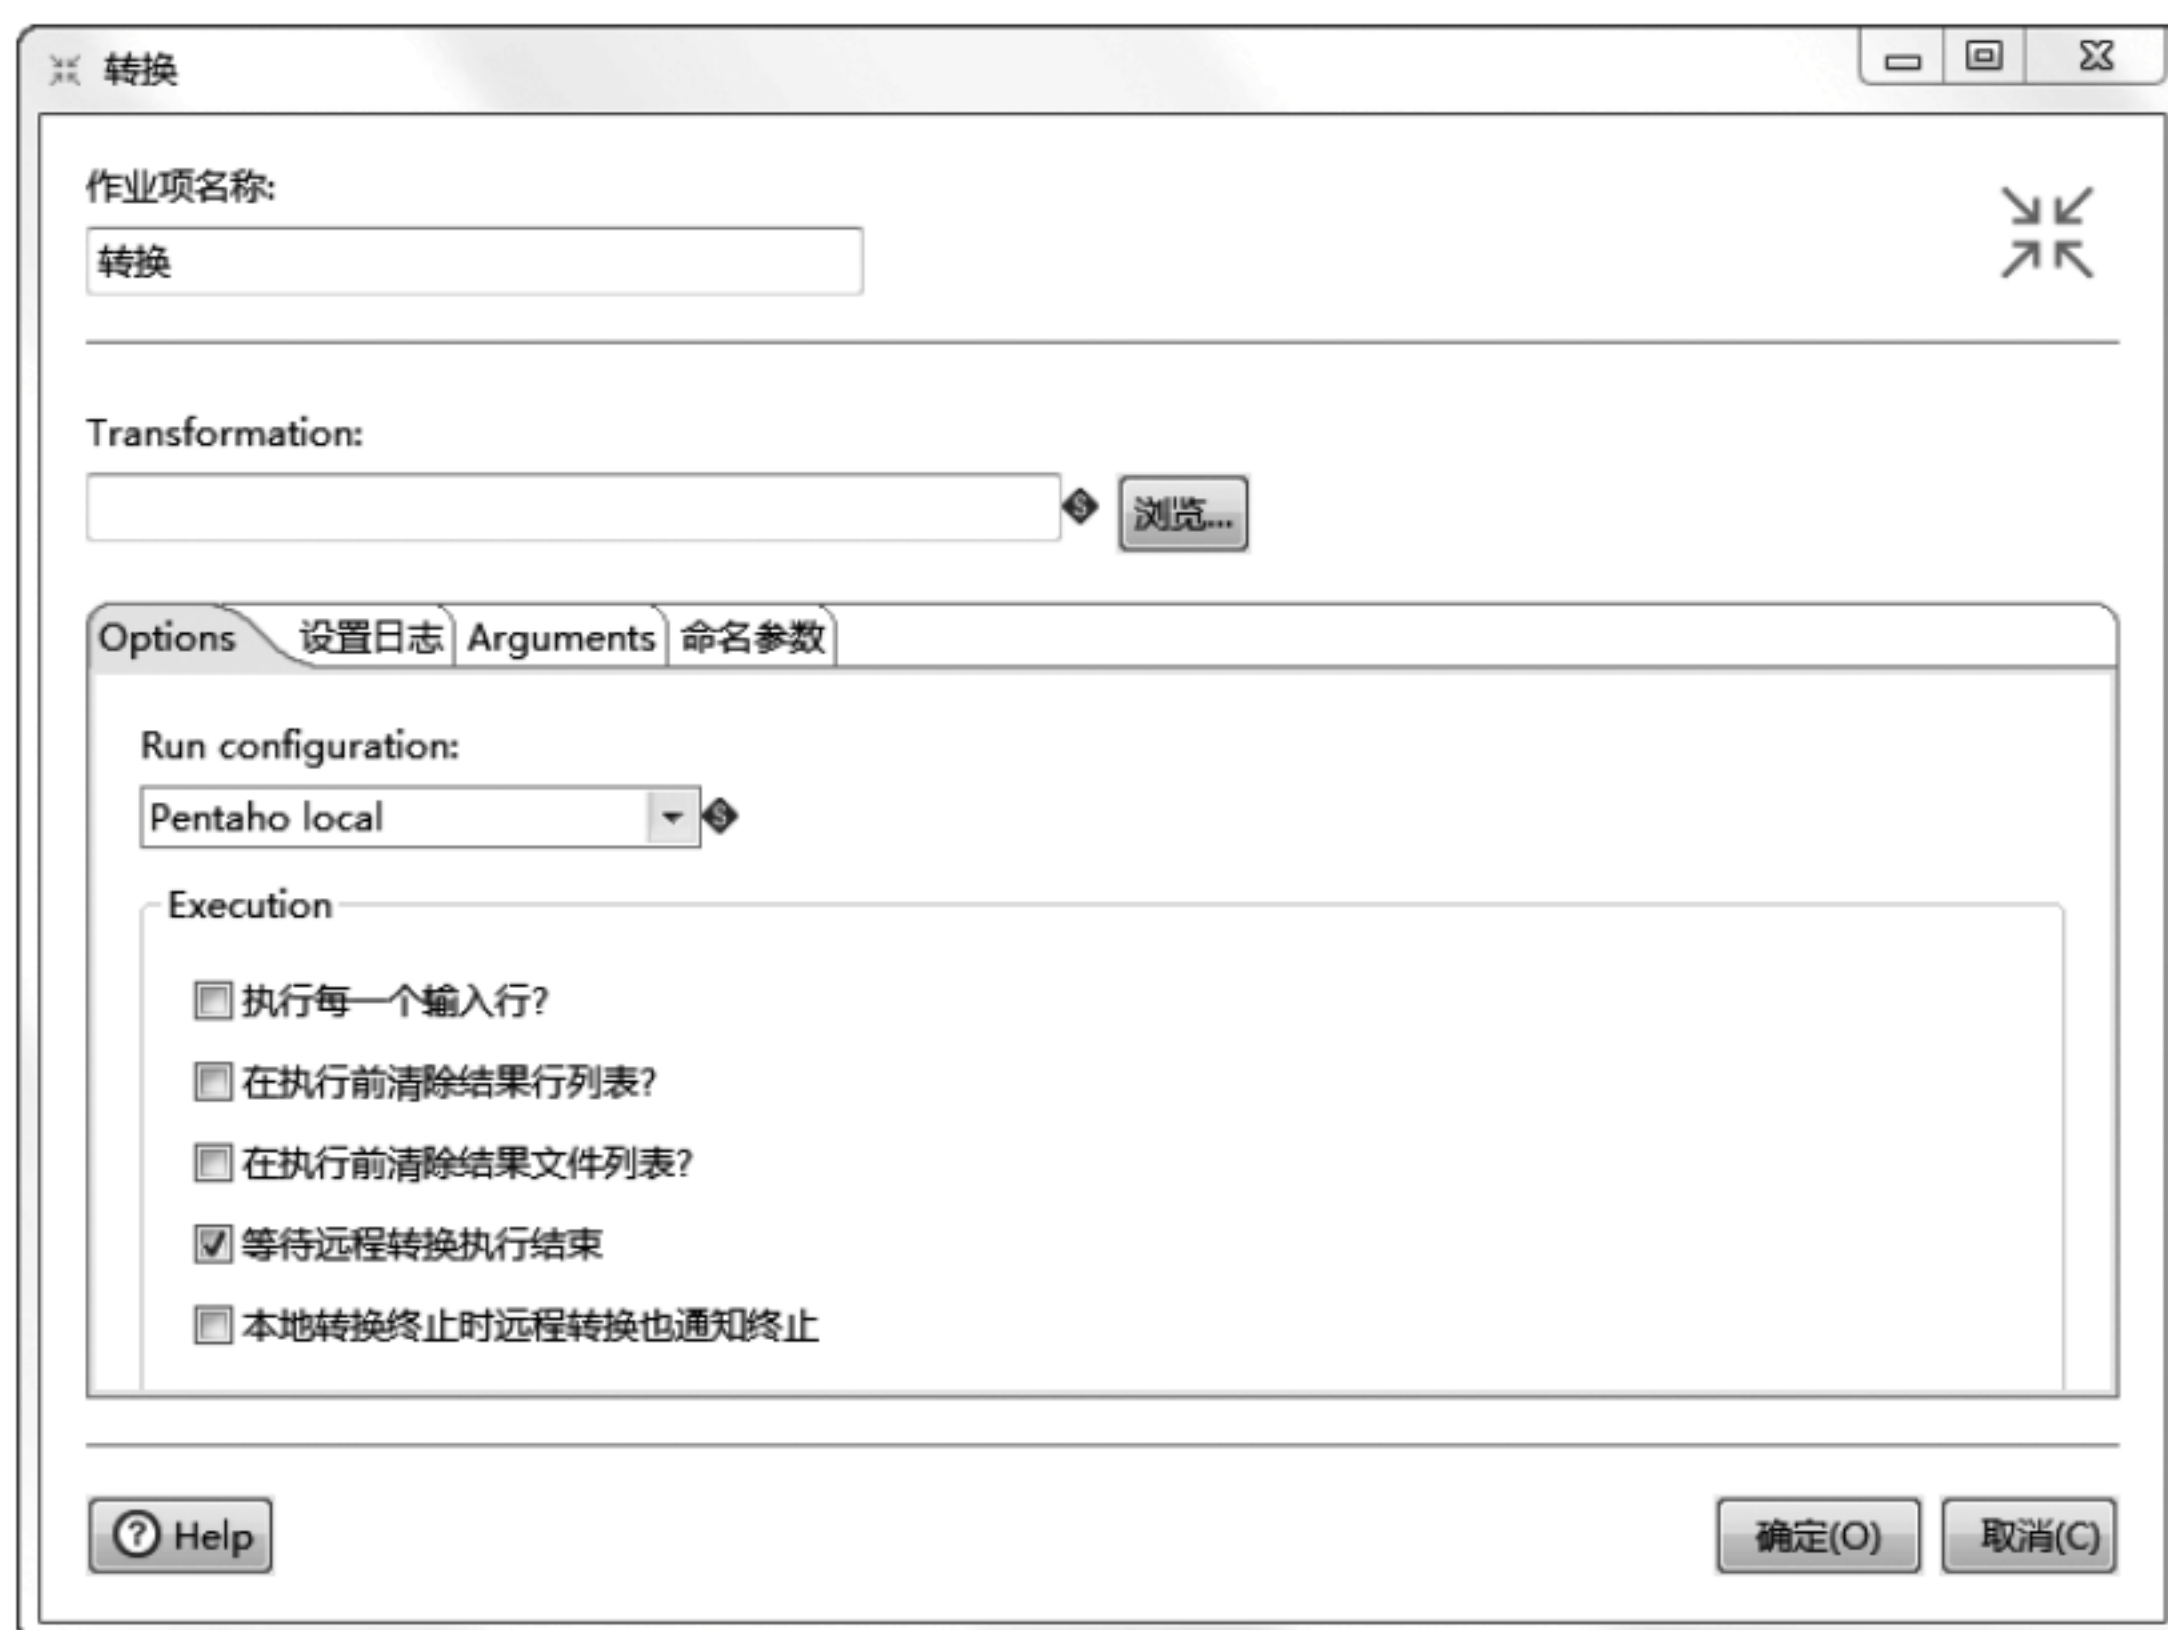 转换
作业项名称:
转换
Transformation:
浏览...
Options 设置日志 Arguments 命名参数
Run configuration:
Pentaho local
Execution
执行每一个输入行?
在执行前清除结果行列表?
在执行前清除结果文件列表?
等待远程转换执行结束
本地转换终止时远程转换也通知终止
Help 确定(O) 取消(C)